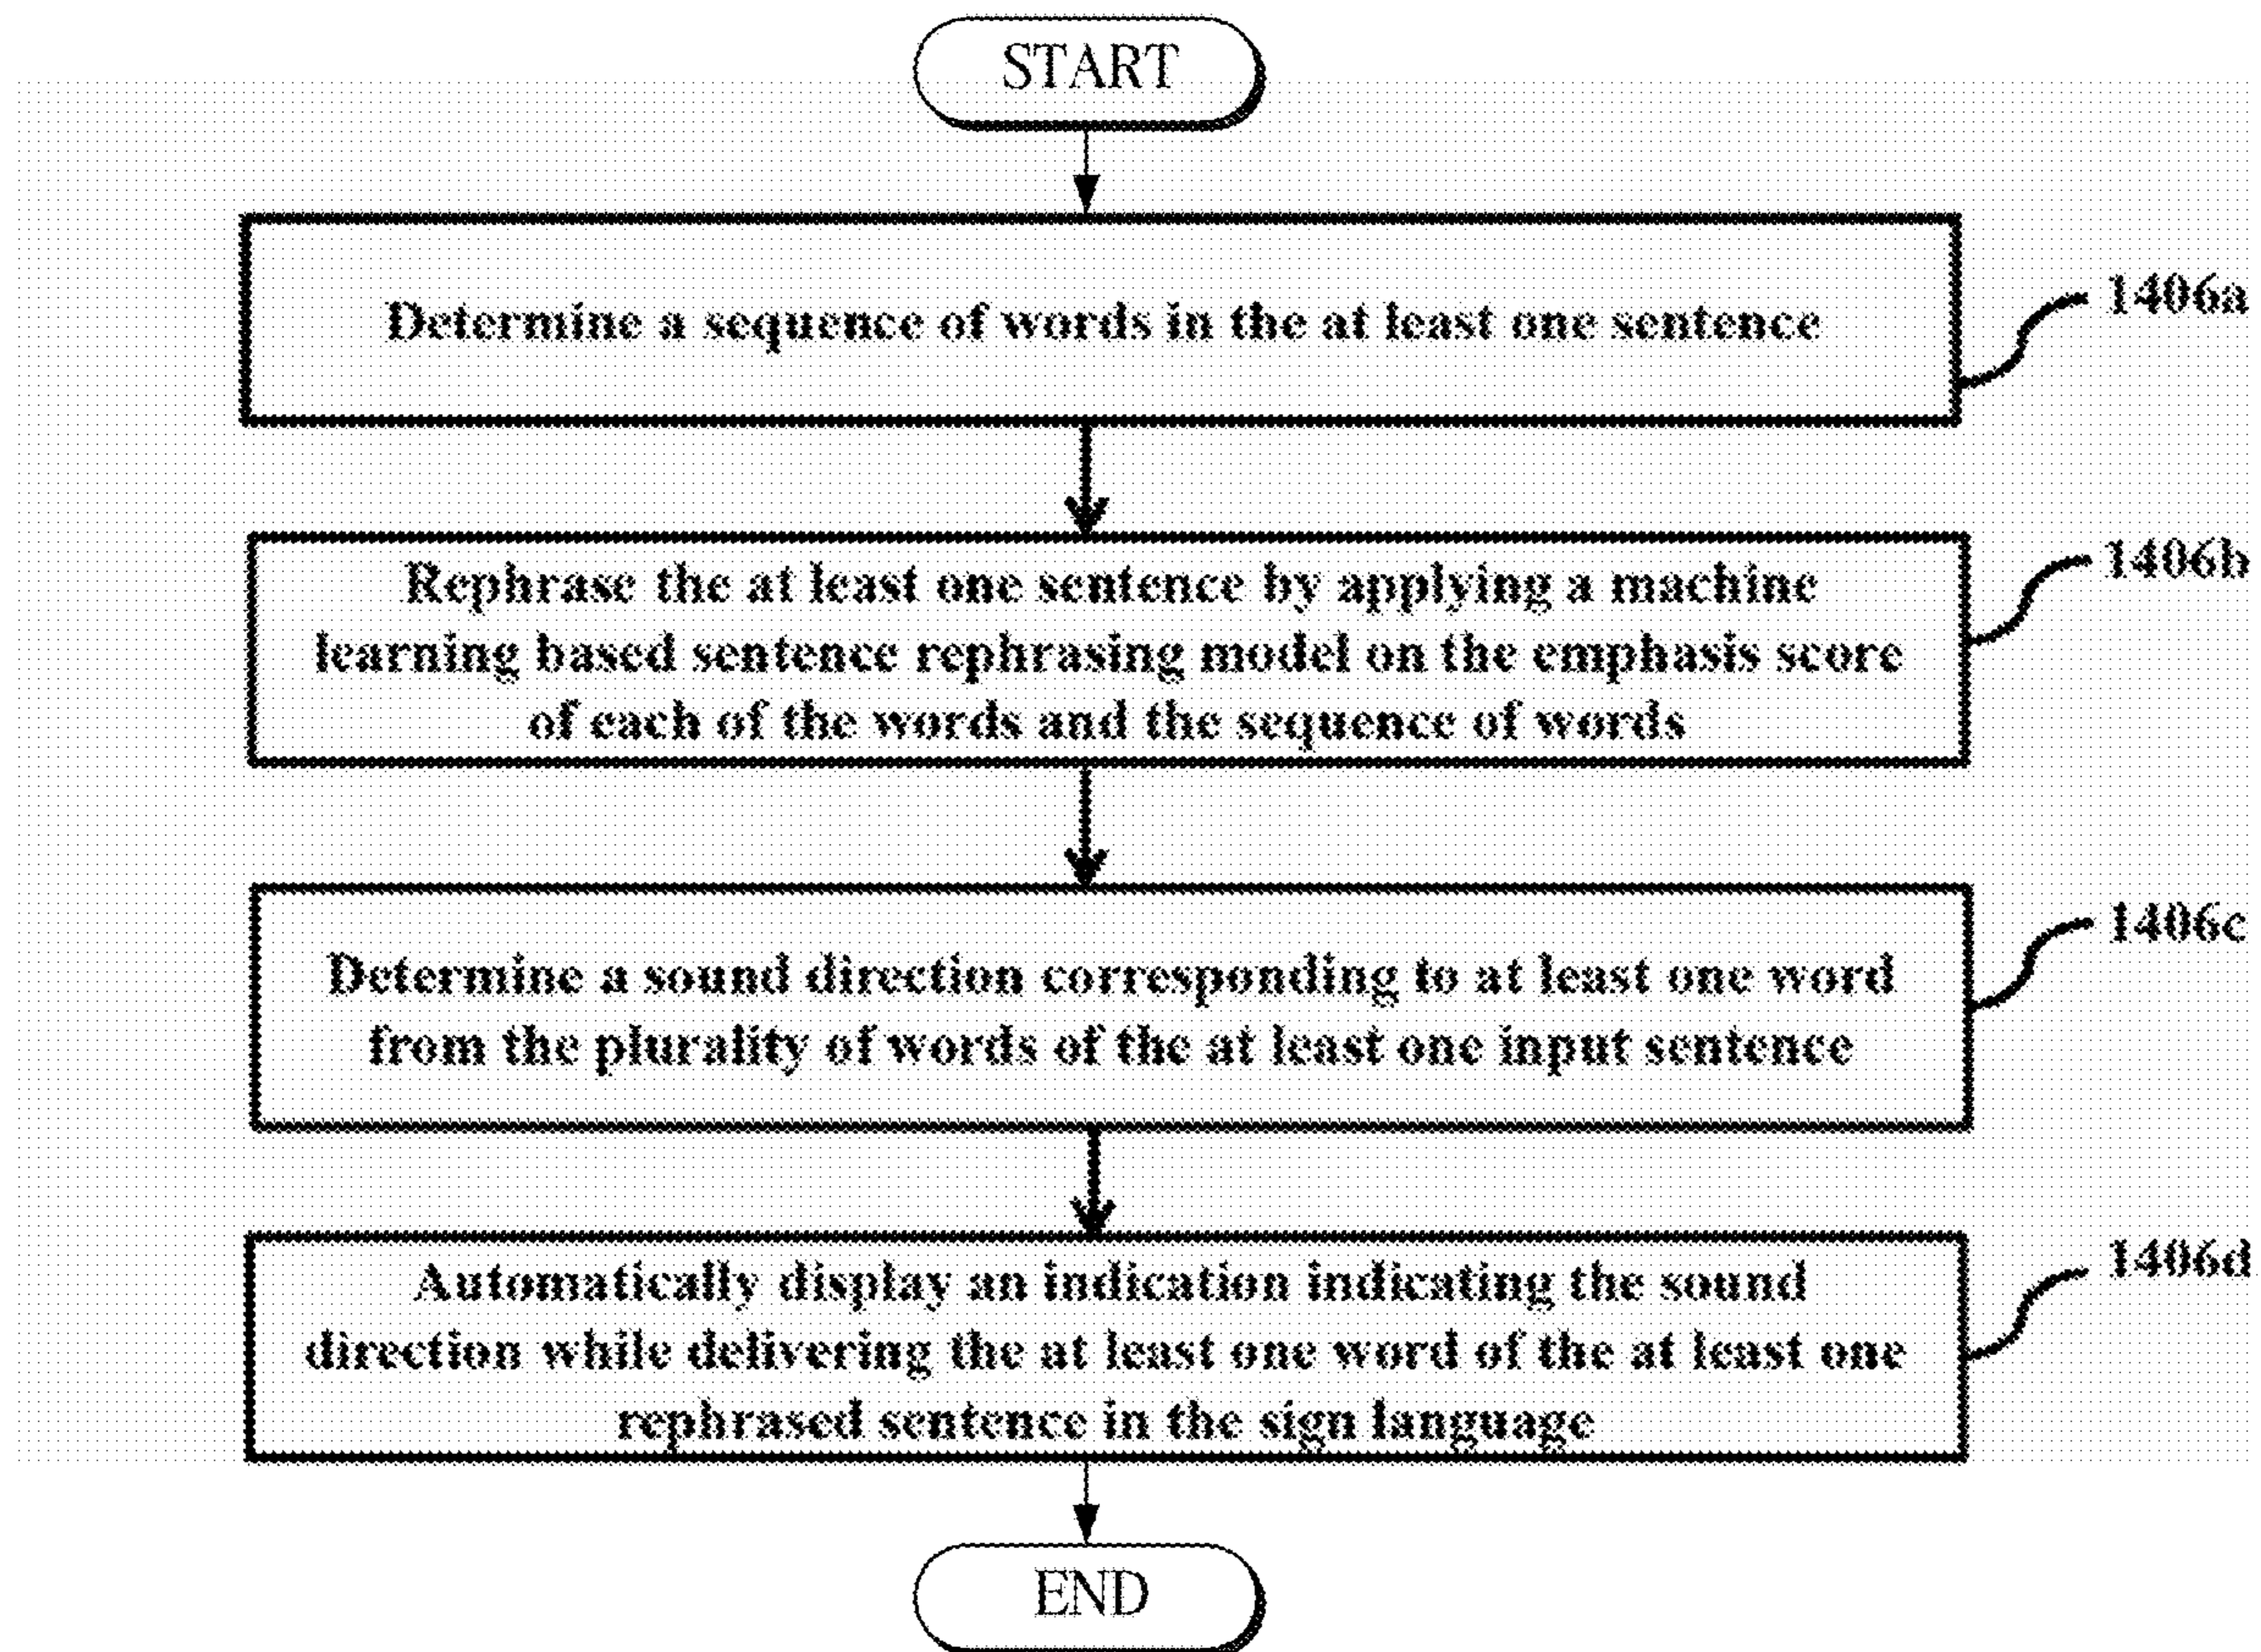 START
Determine a sequence of words in the at least one sentence
1406a
Rephrase the at least one sentence by applying a machine
learning based sentence rephrasing model on the emphasis score
of each of the words and the sequence of words
1406b
Determine a sound direction corresponding to at least one word
from the plurality of words of the at least one input sentence
1406c
Automatically display an indication indicating the sound
direction while delivering the at least one word of the at least one
rephrased sentence in the sign language
1406d
END